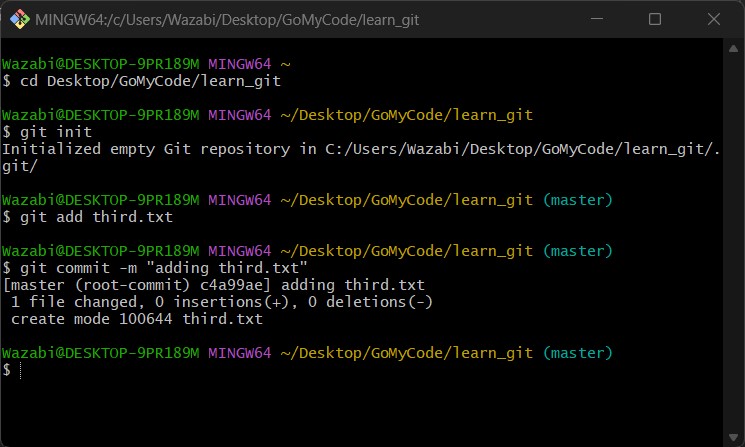 MINGW64:/c/Users/Wazabi/Desktop/GoMyCode/learn_git
Wazabi@DESKTOP-9PR189M MINGW64 ~
$ cd Desktop/GoMyCode/learn_git
Wazabi@DESKTOP-9PR189M MINGW64 ~/Desktop/GoMyCode/learn_git
$ git init
Initialized empty Git repository in C:/Users/Wazabi/Desktop/GoMyCode/learn_git/.
git/
Wazabi@DESKTOP-9PR189M MINGW64 ~/Desktop/GoMyCode/learn_git (master)
$ git add third.txt
Wazabi@DESKTOP-9PR189M MINGW64 ~/Desktop/GoMyCode/learn_git (master)
$ git commit -m "adding third.txt"
[master (root-commit) c4a99ae] adding third.txt
 1 file changed, 0 insertions(+), 0 deletions(-)
 create mode 100644 third.txt
Wazabi@DESKTOP-9PR189M MINGW64 ~/Desktop/GoMyCode/learn_git (master)
$